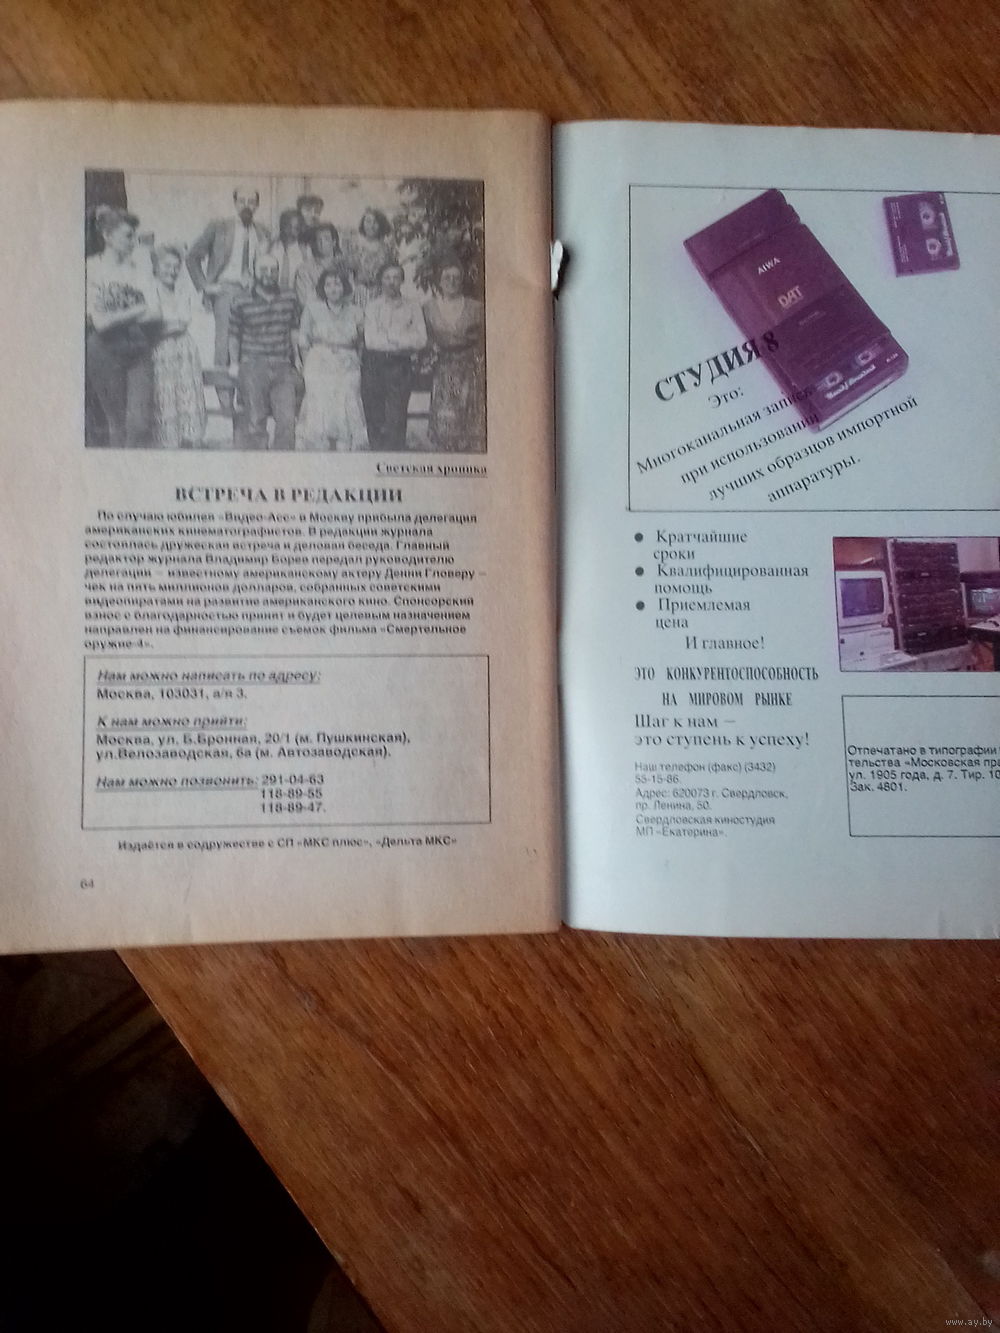 Светская хроника
ВСТРЕЧА В РЕДАКЦИИ
По случаю юбилея «Видео-Асс» в Москву прибыла делегация
американских кинематографистов. В редакции журнала
состоялась дружеская встреча и деловая беседа. Главный
редактор журнала Владимир Борев передал руководителю
делегации — известному американскому актеру Денни Гловеру —
чек на пять миллионов долларов, собранных советскими
видеопиратами на развитие американского кино. Спонсорский
взнос с благодарностью принят и будет целевым назначением
направлен на финансирование съемок фильма «Смертельное
оружие-4».
Нам можно написать по адресу:
Москва, 103031, а/я 3.
К нам можно прийти:
Москва, ул. Б.Бронная, 20/1 (м. Пушкинская),
ул.Велозаводская, 6а (м. Автозаводская).
Нам можно позвонить: 291-04-63
118-89-55
118-89-47.
Издаётся в содружестве с СП «МКС плюс», «Дельта МКС»
64
AIWA
DAT
СТУДИЯ 8
Это:
Многоканальная запись
при использовании
лучших образцов импортной
аппаратуры.
● Кратчайшие
сроки
● Квалифицированная
помощь
● Приемлемая
цена
И главное!
ЭТО КОНКУРЕНТОСПОСОБНОСТЬ
НА МИРОВОМ РЫНКЕ
Шаг к нам —
это ступень к успеху!
Наш телефон (факс) (3432)
55-15-86.
Адрес: 620073 г. Свердловск,
пр. Ленина, 50.
Свердловская киностудия
МП «Екатерина».
Отпечатано в типографии
тельства «Московская пра
ул. 1905 года, д. 7. Тир. 10
Зак. 4801.
www.ay.by